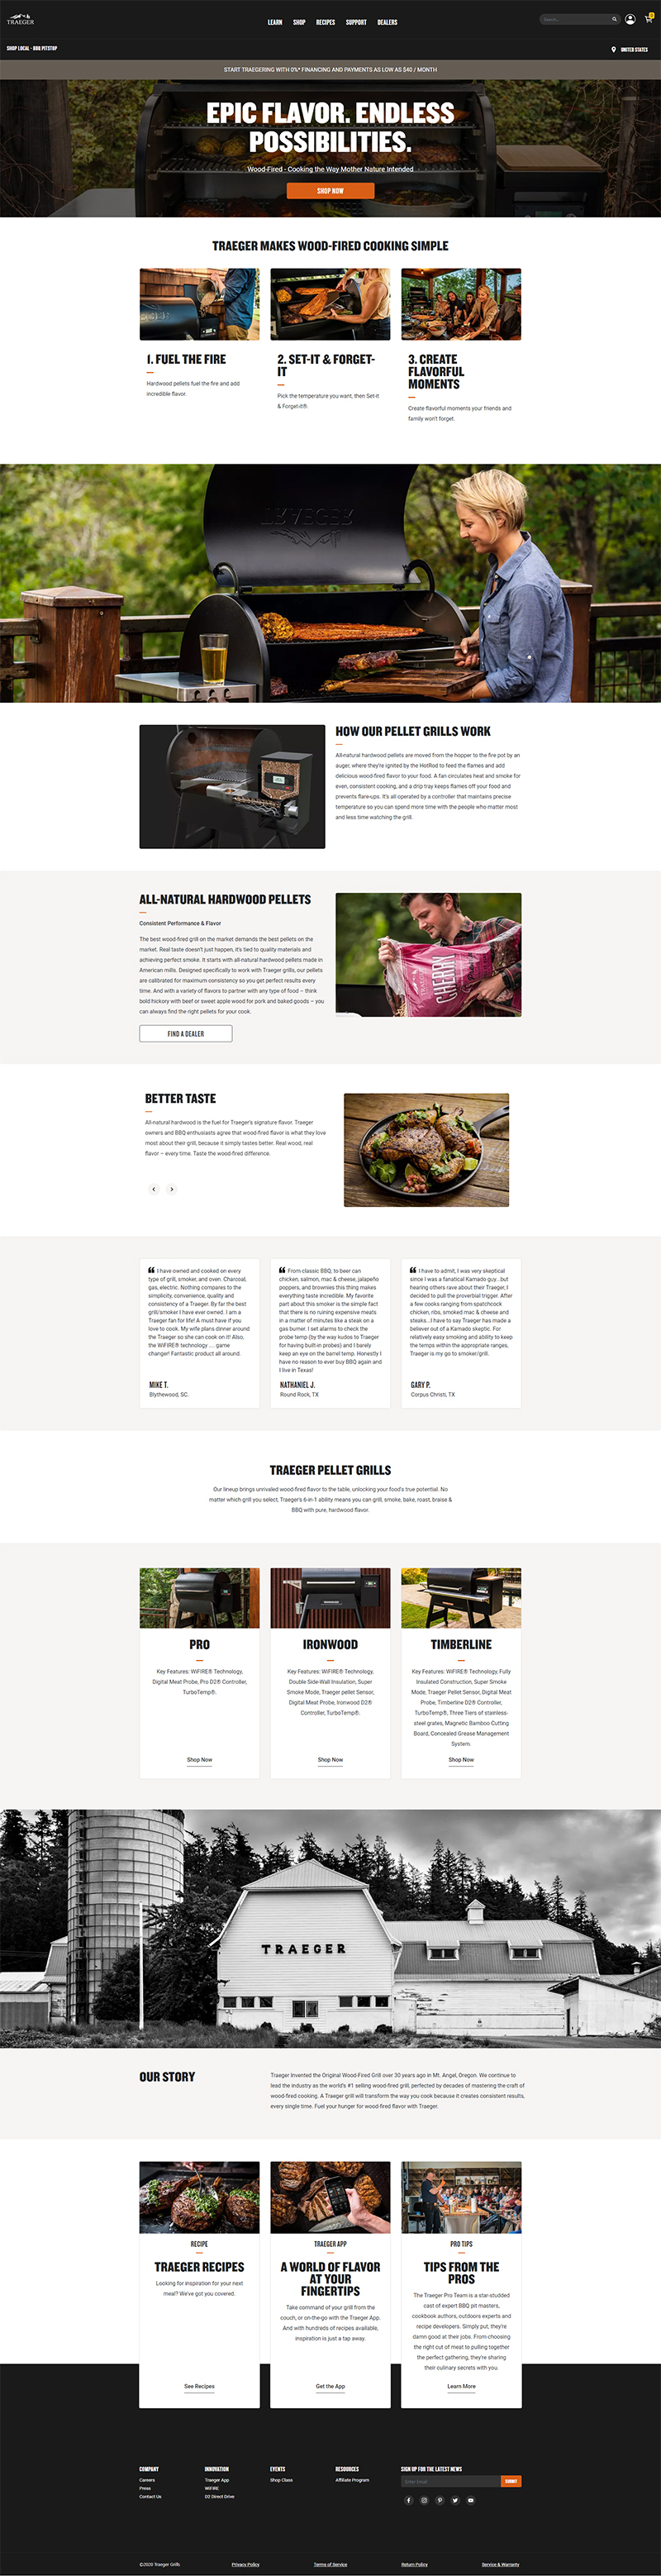 TRAEGER
LEARN SHOP RECIPES SUPPORT DEALERS
Search...
0
SHOP LOCAL - BBQ PITSTOP
UNITED STATES
START TRAEGERING WITH 0%* FINANCING AND PAYMENTS AS LOW AS $40 / MONTH
EPIC FLAVOR. ENDLESS
POSSIBILITIES.
Wood-Fired - Cooking the Way Mother Nature Intended
SHOP NOW
TRAEGER MAKES WOOD-FIRED COOKING SIMPLE
1. FUEL THE FIRE
Hardwood pellets fuel the fire and add
incredible flavor.
2. SET-IT & FORGET-
IT
Pick the temperature you want, then Set-it
& Forget-it®.
3. CREATE
FLAVORFUL
MOMENTS
Create flavorful moments your friends and
family won't forget.
TRAEGER
HOW OUR PELLET GRILLS WORK
All-natural hardwood pellets are moved from the hopper to the fire pot by an
auger, where they're ignited by the HotRod to feed the flames and add
delicious wood-fired flavor to your food. A fan circulates heat and smoke for
even, consistent cooking, and a drip tray keeps flames off your food and
prevents flare-ups. It's all operated by a controller that maintains precise
temperature so you can spend more time with the people who matter most
and less time watching the grill.
ALL-NATURAL HARDWOOD PELLETS
Consistent Performance & Flavor
The best wood-fired grill on the market demands the best pellets on the
market. Real taste doesn't just happen, it's tied to quality materials and
achieving perfect smoke. It starts with all-natural hardwood pellets made in
American mills. Designed specifically to work with Traeger grills, our pellets
are calibrated for maximum consistency so you get perfect results every
time. And with a variety of flavors to partner with any type of food – think
bold hickory with beef or sweet apple wood for pork and baked goods – you
can always find the right pellets for your cook.
FIND A DEALER
TRAEGER
CHERRY
BETTER TASTE
All-natural hardwood is the fuel for Traeger's signature flavor. Traeger
owners and BBQ enthusiasts agree that wood-fired flavor is what they love
most about their grill, because it simply tastes better. Real wood, real
flavor – every time. Taste the wood-fired difference.
I have owned and cooked on every
type of grill, smoker, and oven. Charcoal,
gas, electric. Nothing compares to the
simplicity, convenience, quality and
consistency of a Traeger. By far the best
grill/smoker I have ever owned. I am a
Traeger fan for life! A must have if you
love to cook. My wife plans dinner around
the Traeger so she can cook on it! Also,
the WiFIRE® technology .... game
changer! Fantastic product all around.
MIKE T.
Blythewood, SC.
From classic BBQ, to beer can
chicken, salmon, mac & cheese, jalapeño
poppers, and brownies this thing makes
everything taste incredible. My favorite
part about this smoker is the simple fact
that there is no ruining expensive meats
in a matter of minutes like a steak on a
gas burner. I set alarms to check the
probe temp (by the way kudos to Traeger
for having built-in probes) and I barely
keep an eye on the barrel temp. Honestly I
have no reason to ever buy BBQ again and
I live in Texas!
NATHANIEL J.
Round Rock, TX
I have to admit, I was very skeptical
since I was a fanatical Kamado guy...but
hearing others rave about their Traeger, I
decided to pull the proverbial trigger. After
a few cooks ranging from spatchcock
chicken, ribs, smoked mac & cheese and
steaks...I have to say Traeger has made a
believer out of a Kamado skeptic. For
relatively easy smoking and ability to keep
the temps within the appropriate ranges,
Traeger is my go to smoker/grill.
GARY P.
Corpus Christi, TX
TRAEGER PELLET GRILLS
Our lineup brings unrivaled wood-fired flavor to the table, unlocking your food's true potential. No
matter which grill you select, Traeger's 6-in-1 ability means you can grill, smoke, bake, roast, braise &
BBQ with pure, hardwood flavor.
PRO
Key Features: WiFIRE® Technology,
Digital Meat Probe, Pro D2® Controller,
TurboTemp®.
Shop Now
IRONWOOD
Key Features: WiFIRE® Technology,
Double Side-Wall Insulation, Super
Smoke Mode, Traeger pellet Sensor,
Digital Meat Probe, Ironwood D2®
Controller, TurboTemp®.
Shop Now
TIMBERLINE
Key Features: WiFIRE® Technology, Fully
Insulated Construction, Super Smoke
Mode, Traeger Pellet Sensor, Digital Meat
Probe, Timberline D2® Controller,
TurboTemp®, Three Tiers of stainless-
steel grates, Magnetic Bamboo Cutting
Board, Concealed Grease Management
System.
Shop Now
TRAEGER
OUR STORY
Traeger Invented the Original Wood-Fired Grill over 30 years ago in Mt. Angel, Oregon. We continue to
lead the industry as the world's #1 selling wood-fired grill, perfected by decades of mastering the craft of
wood-fired cooking. A Traeger grill will transform the way you cook because it creates consistent results,
every single time. Fuel your hunger for wood-fired flavor with Traeger.
RECIPE
TRAEGER RECIPES
Looking for inspiration for your next
meal? We've got you covered.
See Recipes
TRAEGER APP
A WORLD OF FLAVOR
AT YOUR
FINGERTIPS
Take command of your grill from the
couch, or on-the-go with the Traeger App.
And with hundreds of recipes available,
inspiration is just a tap away.
Get the App
PRO TIPS
TIPS FROM THE
PROS
The Traeger Pro Team is a star-studded
cast of expert BBQ pit masters,
cookbook authors, outdoors experts and
recipe developers. Simply put, they're
damn good at their jobs. From choosing
the right cut of meat to pulling together
the perfect gathering, they're sharing
their culinary secrets with you.
Learn More
COMPANY
Careers
Press
Contact Us
INNOVATION
Traeger App
WiFIRE
D2 Direct Drive
EVENTS
Shop Class
RESOURCES
Affiliate Program
SIGN UP FOR THE LATEST NEWS
Enter Email
SUBMIT
©2020 Traeger Grills
Privacy Policy
Terms of Service
Return Policy
Service & Warranty